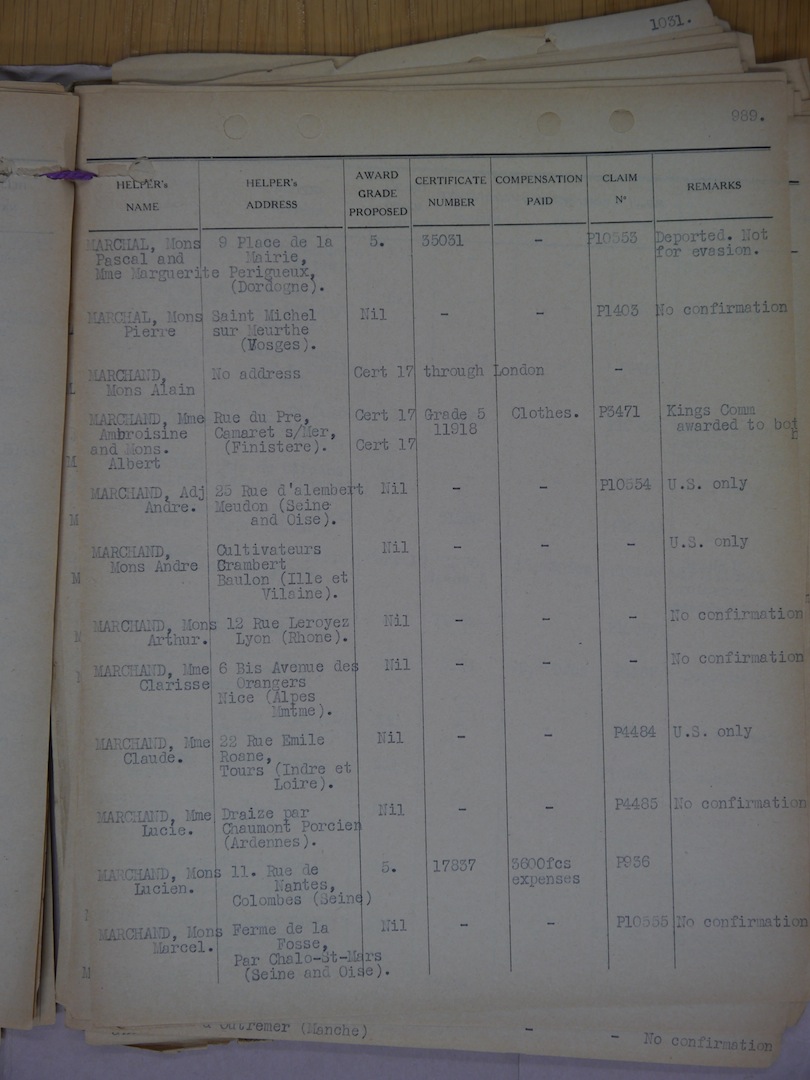 1031.
989.
HELPER's NAME | HELPER's ADDRESS | AWARD GRADE PROPOSED | CERTIFICATE NUMBER | COMPENSATION PAID | CLAIM Nº | REMARKS
MARCHAL, Mons 9 Place de la 5. 35031 - P10553 Deported. Not
Pascal and Mairie, for evasion.
Mme Marguerite Perigueux,
(Dordogne).
MARCHAL, Mons Saint Michel Nil - - P1403 No confirmation
Pierre sur Meurthe
(Vosges).
MARCHAND, No address Cert 17 through London -
Mons Alain
MARCHAND, Mme Rue du Pre, Cert 17 Grade 5 Clothes. P3471 Kings Comm
Ambroisine Camaret s/Mer, 11918 awarded to bot
and Mons. (Finistere). Cert 17
Albert
MARCHAND, Adj 25 Rue d'alembert Nil - - P10554 U.S. only
Andre. Meudon (Seine
and Oise).
MARCHAND, Cultivateurs Nil - - - U.S. only
Mons Andre Crambert
Baulon (Ille et
Vilaine).
MARCHAND, Mons 12 Rue Leroyez Nil - - - No confirmation
Arthur. Lyon (Rhone).
MARCHAND, Mme 6 Bis Avenue des Nil - - - No confirmation
Clarisse Orangers
Nice (Alpes
Mmtme).
MARCHAND, Mme 22 Rue Emile Nil - - P4484 U.S. only
Claude. Roane,
Tours (Indre et
Loire).
MARCHAND, Mme Draize par Nil - - P4485 No confirmation
Lucie. Chaumont Porcien
(Ardennes).
MARCHAND, Mons 11. Rue de 5. 17837 3600fcs P936
Lucien. Nantes, expenses
Colombes (Seine)
MARCHAND, Mons Ferme de la Nil - - P10555 No confirmation
Marcel. Fosse,
Par Chalo-St-Mars
(Seine and Oise).
d'Outremer (Manche) - - No confirmation